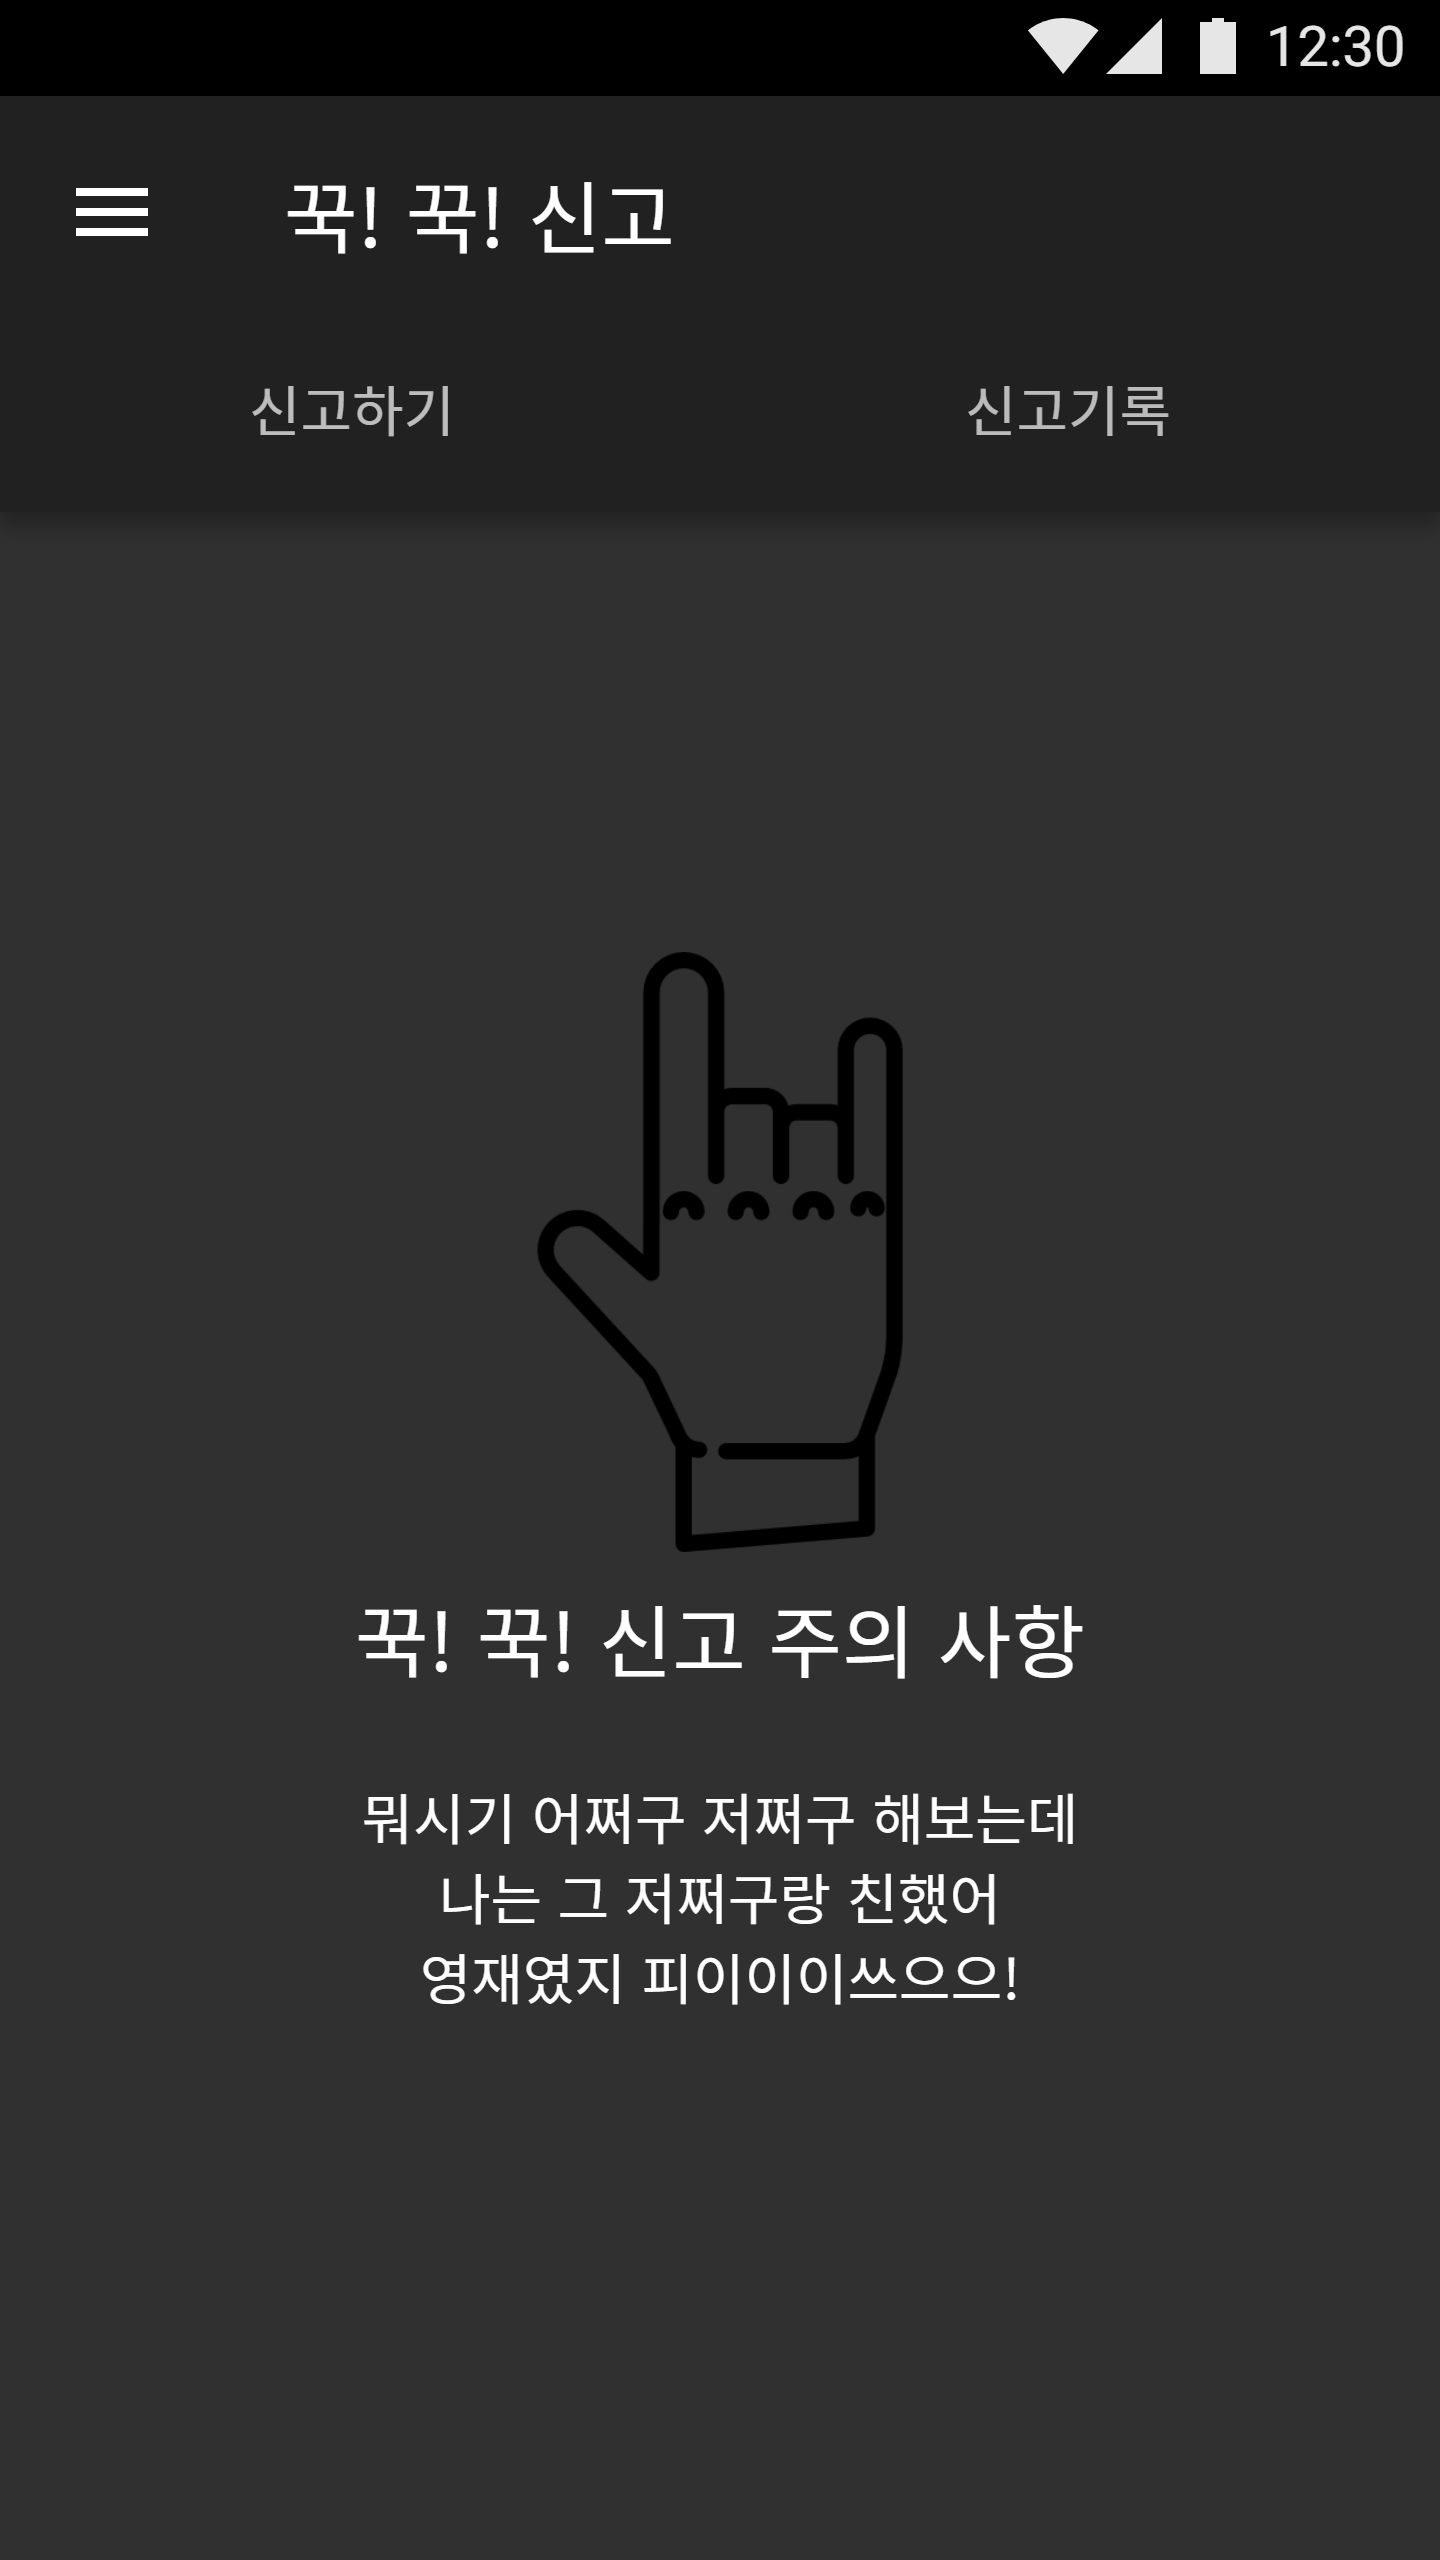 12:30
꾹! 꾹! 신고
신고하기
신고기록
꾹! 꾹! 신고 주의 사항
뭐시기 어쩌구 저쩌구 해보는데
나는 그 저쩌구랑 친했어
영재였지 피이이이쓰으으!